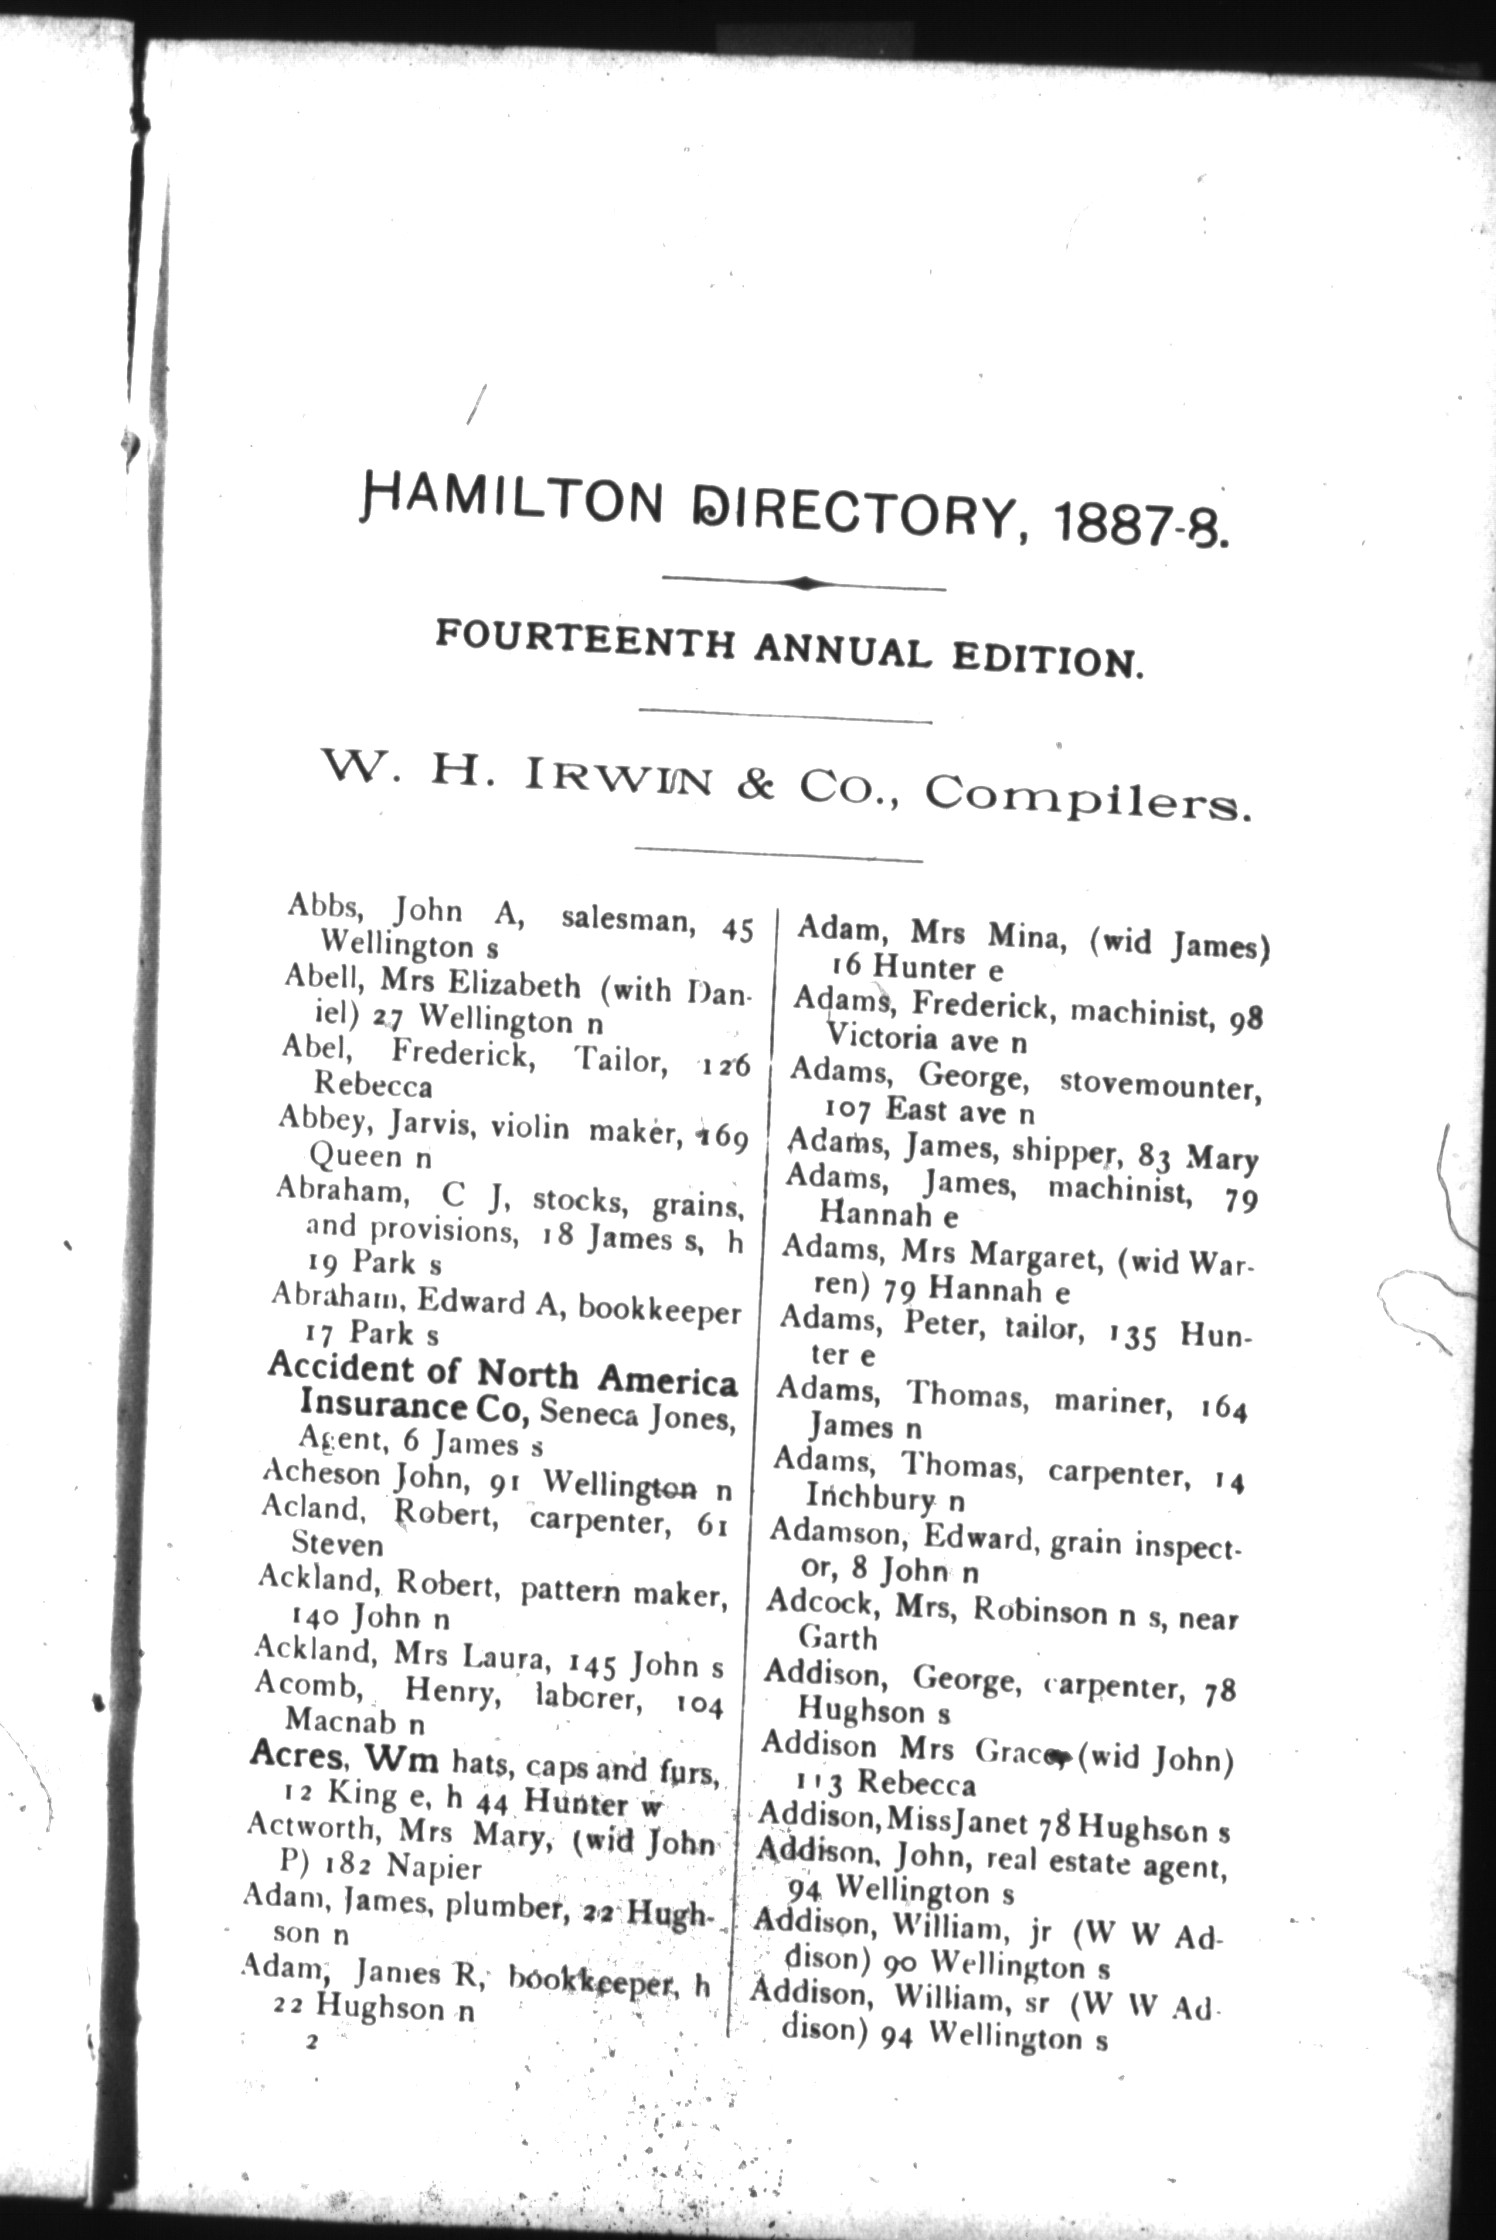 HAMILTON DIRECTORY, 1887-8.
FOURTEENTH ANNUAL EDITION.
W. H. IRWIN & CO., Compilers.
Abbs, John A, salesman, 45
Wellington s
Abell, Mrs Elizabeth (with Dan-
iel) 27 Wellington n
Abel, Frederick, Tailor, 126
Rebecca
Abbey, Jarvis, violin maker, 169
Queen n
Abraham, C J, stocks, grains,
and provisions, 18 James s, h
19 Park s
Abraham, Edward A, bookkeeper
17 Park s
Accident of North America
Insurance Co, Seneca Jones,
Agent, 6 James s
Acheson John, 91 Wellington n
Acland, Robert, carpenter, 61
Steven
Ackland, Robert, pattern maker,
140 John n
Ackland, Mrs Laura, 145 John s
Acomb, Henry, laborer, 104
Macnab n
Acres, Wm hats, caps and furs,
12 King e, h 44 Hunter w
Actworth, Mrs Mary, (wid John
P) 182 Napier
Adam, James, plumber, 22 Hugh-
son n
Adam, James R, bookkeeper, h
22 Hughson n
2
Adam, Mrs Mina, (wid James)
16 Hunter e
Adams, Frederick, machinist, 98
Victoria ave n
Adams, George, stovemounter,
107 East ave n
Adams, James, shipper, 83 Mary
Adams, James, machinist, 79
Hannah e
Adams, Mrs Margaret, (wid War-
ren) 79 Hannah e
Adams, Peter, tailor, 135 Hun-
ter e
Adams, Thomas, mariner, 164
James n
Adams, Thomas, carpenter, 14
Inchbury n
Adamson, Edward, grain inspect-
or, 8 John n
Adcock, Mrs, Robinson n s, near
Garth
Addison, George, carpenter, 78
Hughson s
Addison Mrs Grace, (wid John)
113 Rebecca
Addison, Miss Janet 78 Hughson s
Addison, John, real estate agent,
94 Wellington s
Addison, William, jr (W W Ad-
dison) 90 Wellington s
Addison, William, sr (W W Ad-
dison) 94 Wellington s